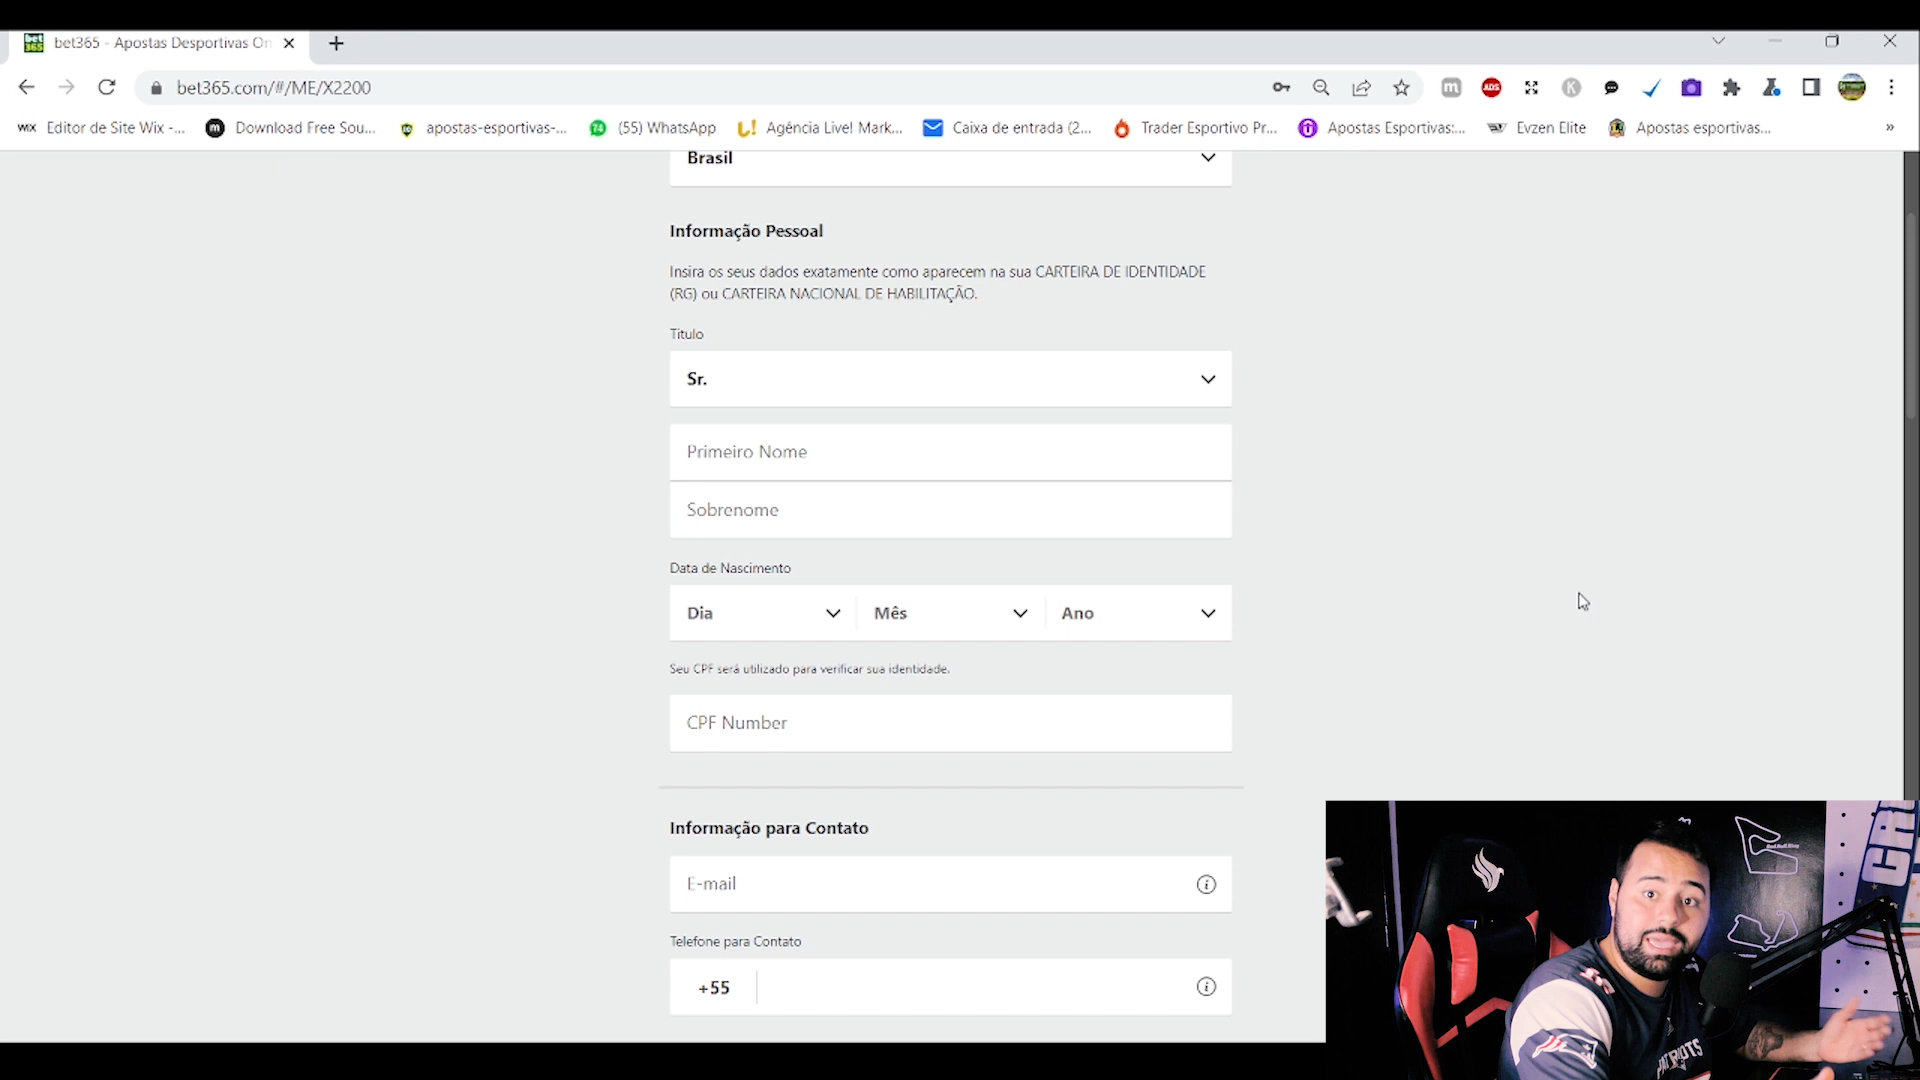 bet365 - Apostas Desportivas On
bet365.com/#/ME/X2200
WIX Editor de Site Wix -...
Download Free Sou...
apostas-esportivas-...
74 (55) WhatsApp
Agência Live! Mark...
Caixa de entrada (2...
Trader Esportivo Pr...
Apostas Esportivas:...
Evzen Elite
Apostas esportivas...
Brasil
Informação Pessoal
Insira os seus dados exatamente como aparecem na sua CARTEIRA DE IDENTIDADE
(RG) ou CARTEIRA NACIONAL DE HABILITAÇÃO.
Título
Sr.
Primeiro Nome
Sobrenome
Data de Nascimento
Dia
Mês
Ano
Seu CPF será utilizado para verificar sua identidade.
CPF Number
Informação para Contato
E-mail
Telefone para Contato
+55
PATRIOTS